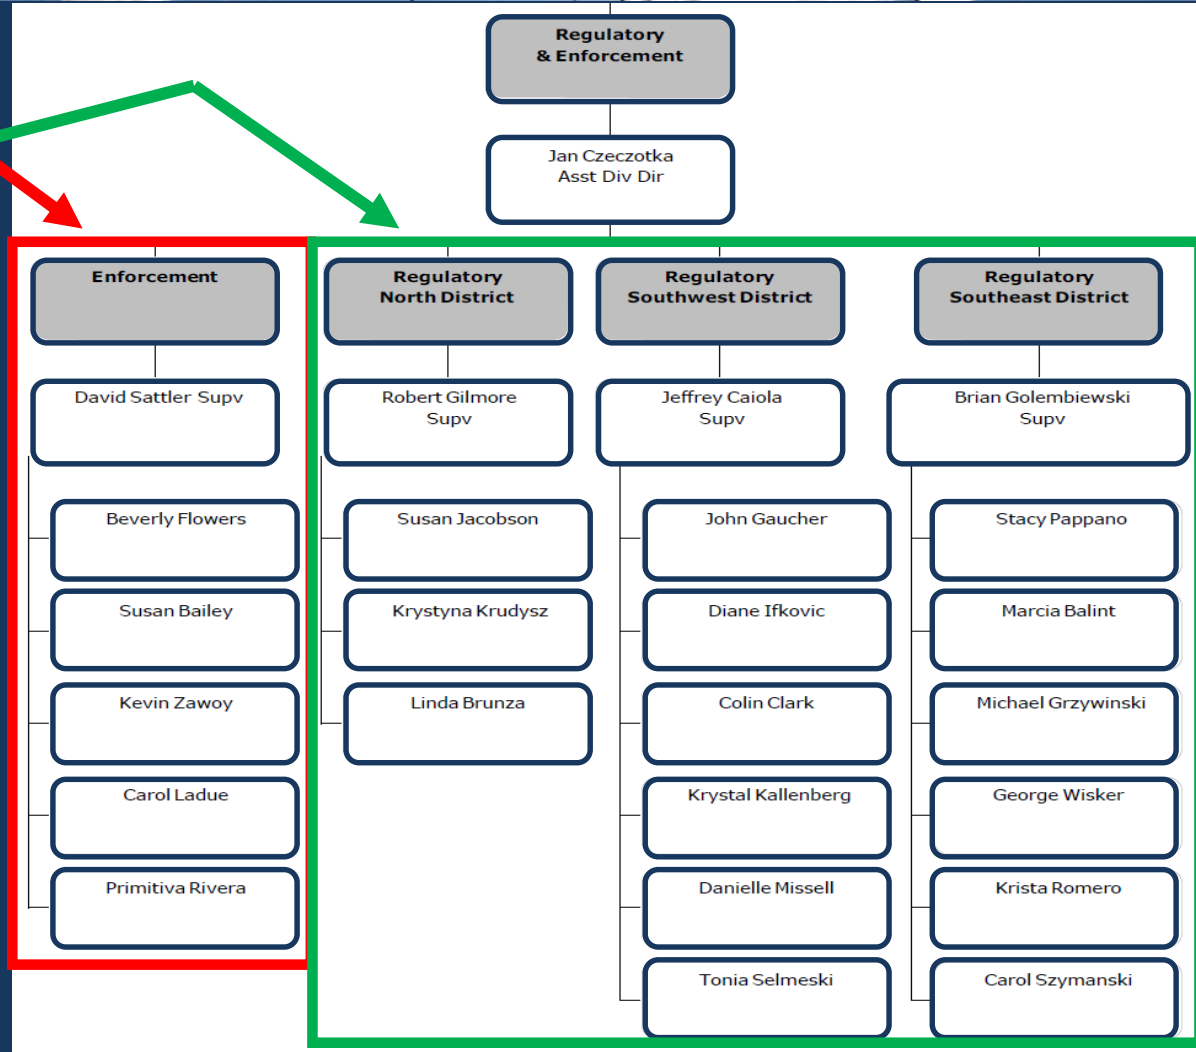 Regulatory
& Enforcement
Jan Czeczotka
Asst Div Dir
Enforcement
David Sattler Supv
Beverly Flowers
Susan Bailey
Kevin Zawoy
Carol Ladue
Primitiva Rivera
Regulatory
North District
Robert Gilmore
Supv
Susan Jacobson
Krystyna Krudysz
Linda Brunza
Regulatory
Southwest District
Jeffrey Caiola
Supv
John Gaucher
Diane Ifkovic
Colin Clark
Krystal Kallenberg
Danielle Missell
Tonia Selmeski
Regulatory
Southeast District
Brian Golembiewski
Supv
Stacy Pappano
Marcia Balint
Michael Grzywinski
George Wisker
Krista Romero
Carol Szymanski